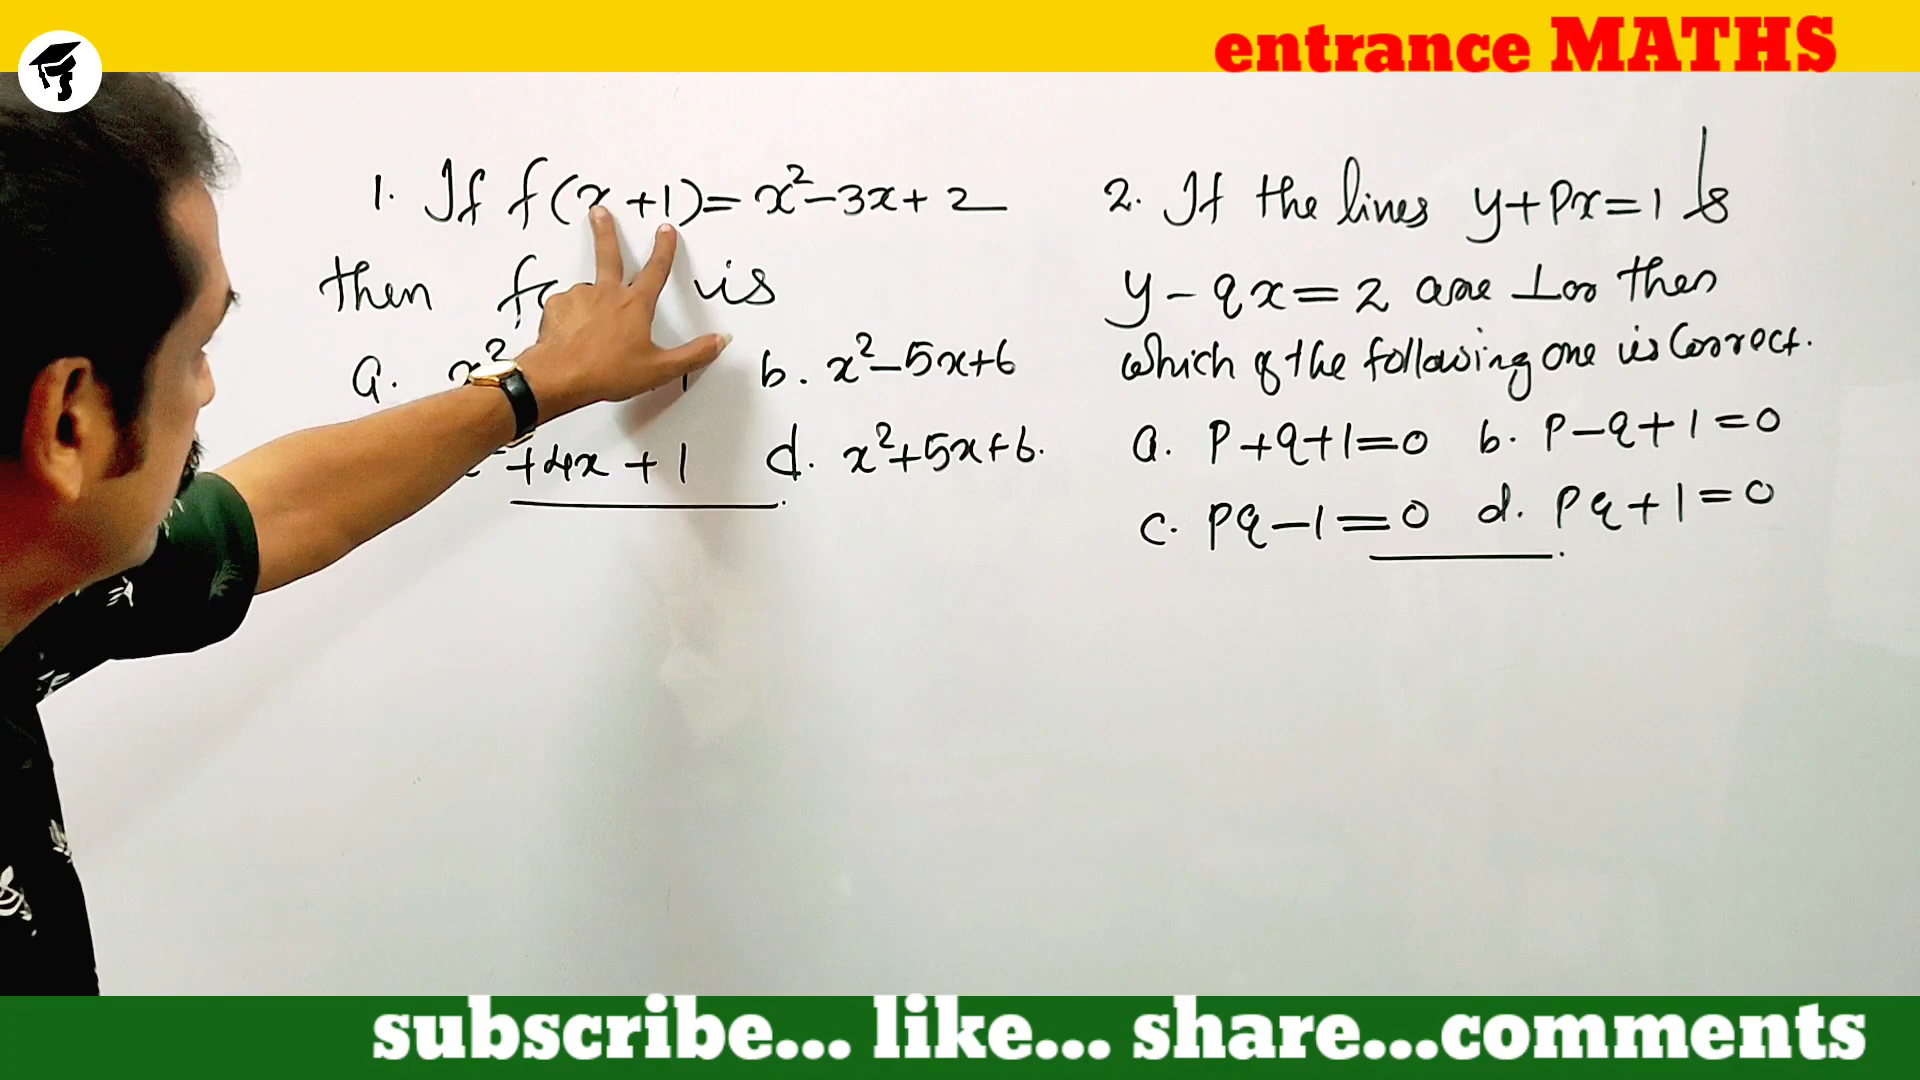 entrance MATHS
1. If f(x+1)=x²-3x+2
then is
a. x²
b. x²-5x+6
+4x+1
d. x²+5x+6.
2. If the lines y+px=1 &
y-qx=2 are ⊥or then
which of the following one is correct.
a. p+q+1=0 b. p-q+1=0
c. pq-1=0 d. pq+1=0
subscribe... like... share...comments